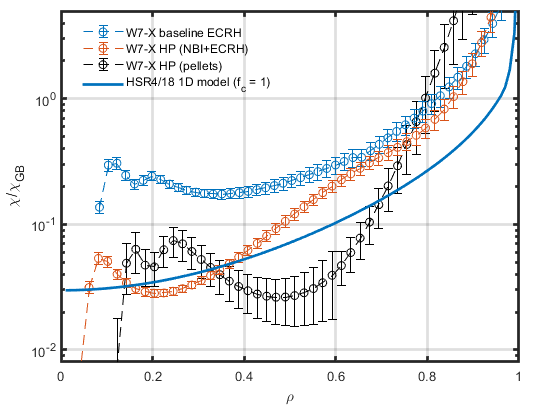 W7-X baseline ECRH
W7-X HP (NBI+ECRH)
W7-X HP (pellets)
HSR4/18 1D model (f_c = 1)
χ/χ_GB
10^0
10^-1
10^-2
0 0.2 0.4 0.6 0.8 1
ρ